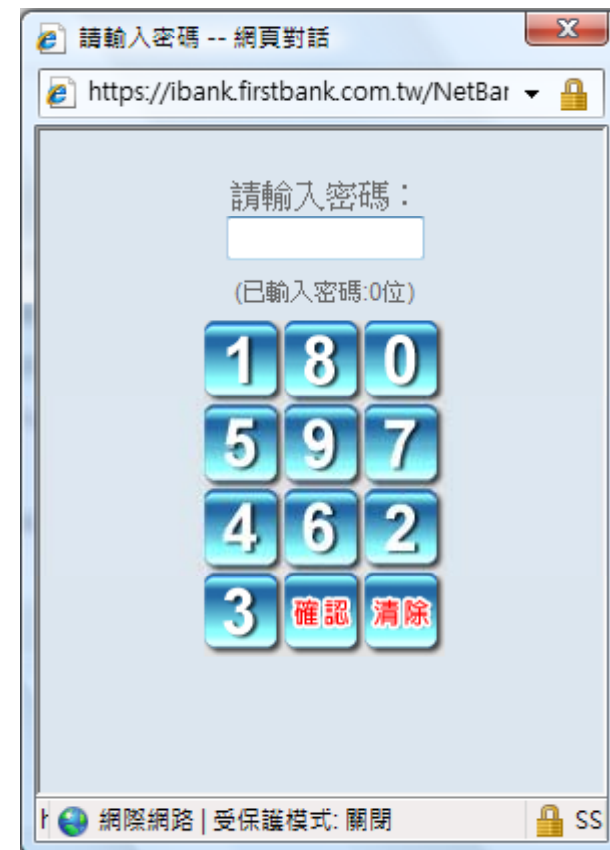 請輸入密碼 -- 網頁對話
https://ibank.firstbank.com.tw/NetBar
請輸入密碼：
(已輸入密碼:0位)
1 8 0
5 9 7
4 6 2
3 確認 清除
網際網路 | 受保護模式: 關閉 SS